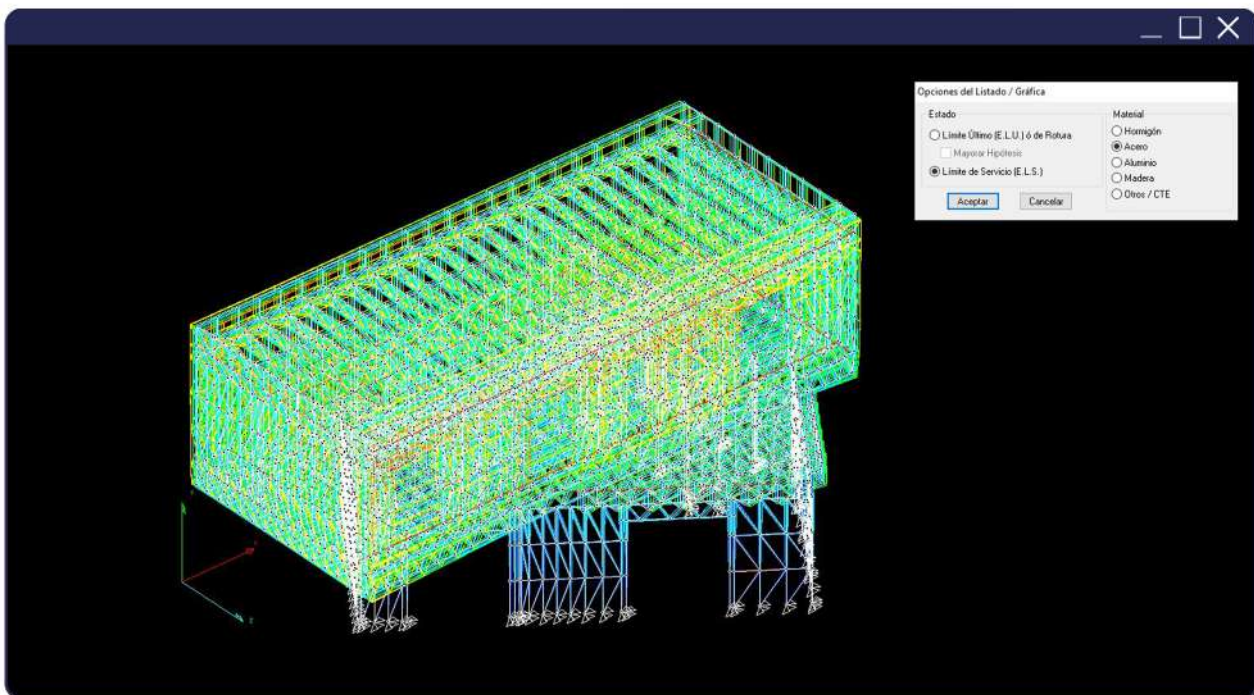 Opciones del Listado / Gráfica
Estado
Límite Último (E.L.U.) ó de Rotura
Mayorar Hipótesis
Límite de Servicio (E.L.S.)
Aceptar
Cancelar
Material
Hormigón
Acero
Aluminio
Madera
Otros / CTE